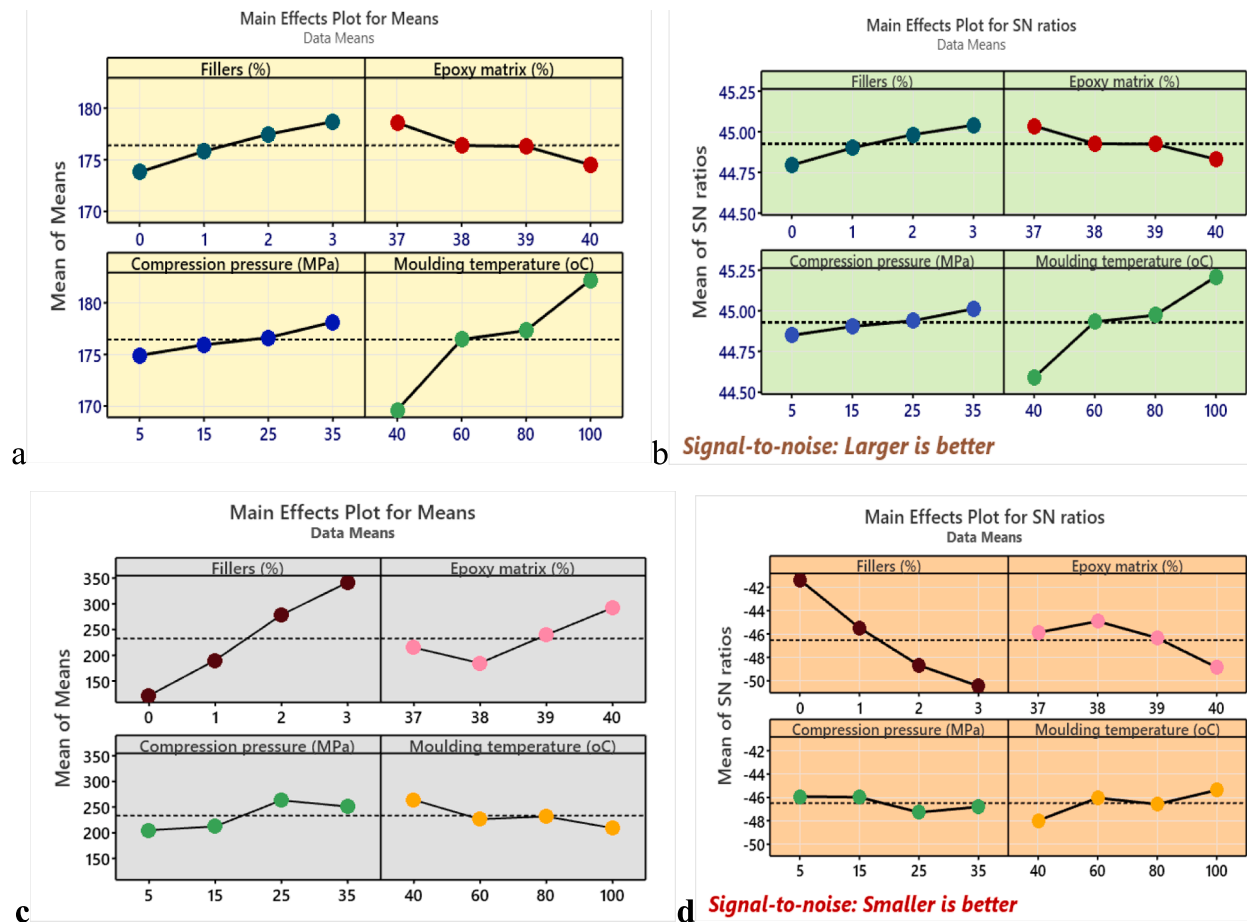 Main Effects Plot for Means
Data Means
Fillers (%)
Epoxy matrix (%)
180
175
170
0 1 2 3
37 38 39 40
Compression pressure (MPa)
Moulding temperature (oC)
180
175
170
5 15 25 35
40 60 80 100
Mean of Means
a
Main Effects Plot for SN ratios
Data Means
Fillers (%)
Epoxy matrix (%)
45.25
45.00
44.75
44.50
0 1 2 3
37 38 39 40
Compression pressure (MPa)
Moulding temperature (oC)
45.25
45.00
44.75
44.50
5 15 25 35
40 60 80 100
Mean of SN ratios
b
Signal-to-noise: Larger is better
Main Effects Plot for Means
Data Means
Fillers (%)
Epoxy matrix (%)
350
300
250
200
150
0 1 2 3
37 38 39 40
Compression pressure (MPa)
Moulding temperature (oC)
350
300
250
200
150
5 15 25 35
40 60 80 100
Mean of Means
c
Main Effects Plot for SN ratios
Data Means
Fillers (%)
Epoxy matrix (%)
-42
-44
-46
-48
-50
0 1 2 3
37 38 39 40
Compression pressure (MPa)
Moulding temperature (oC)
-42
-44
-46
-48
-50
5 15 25 35
40 60 80 100
Mean of SN ratios
d
Signal-to-noise: Smaller is better